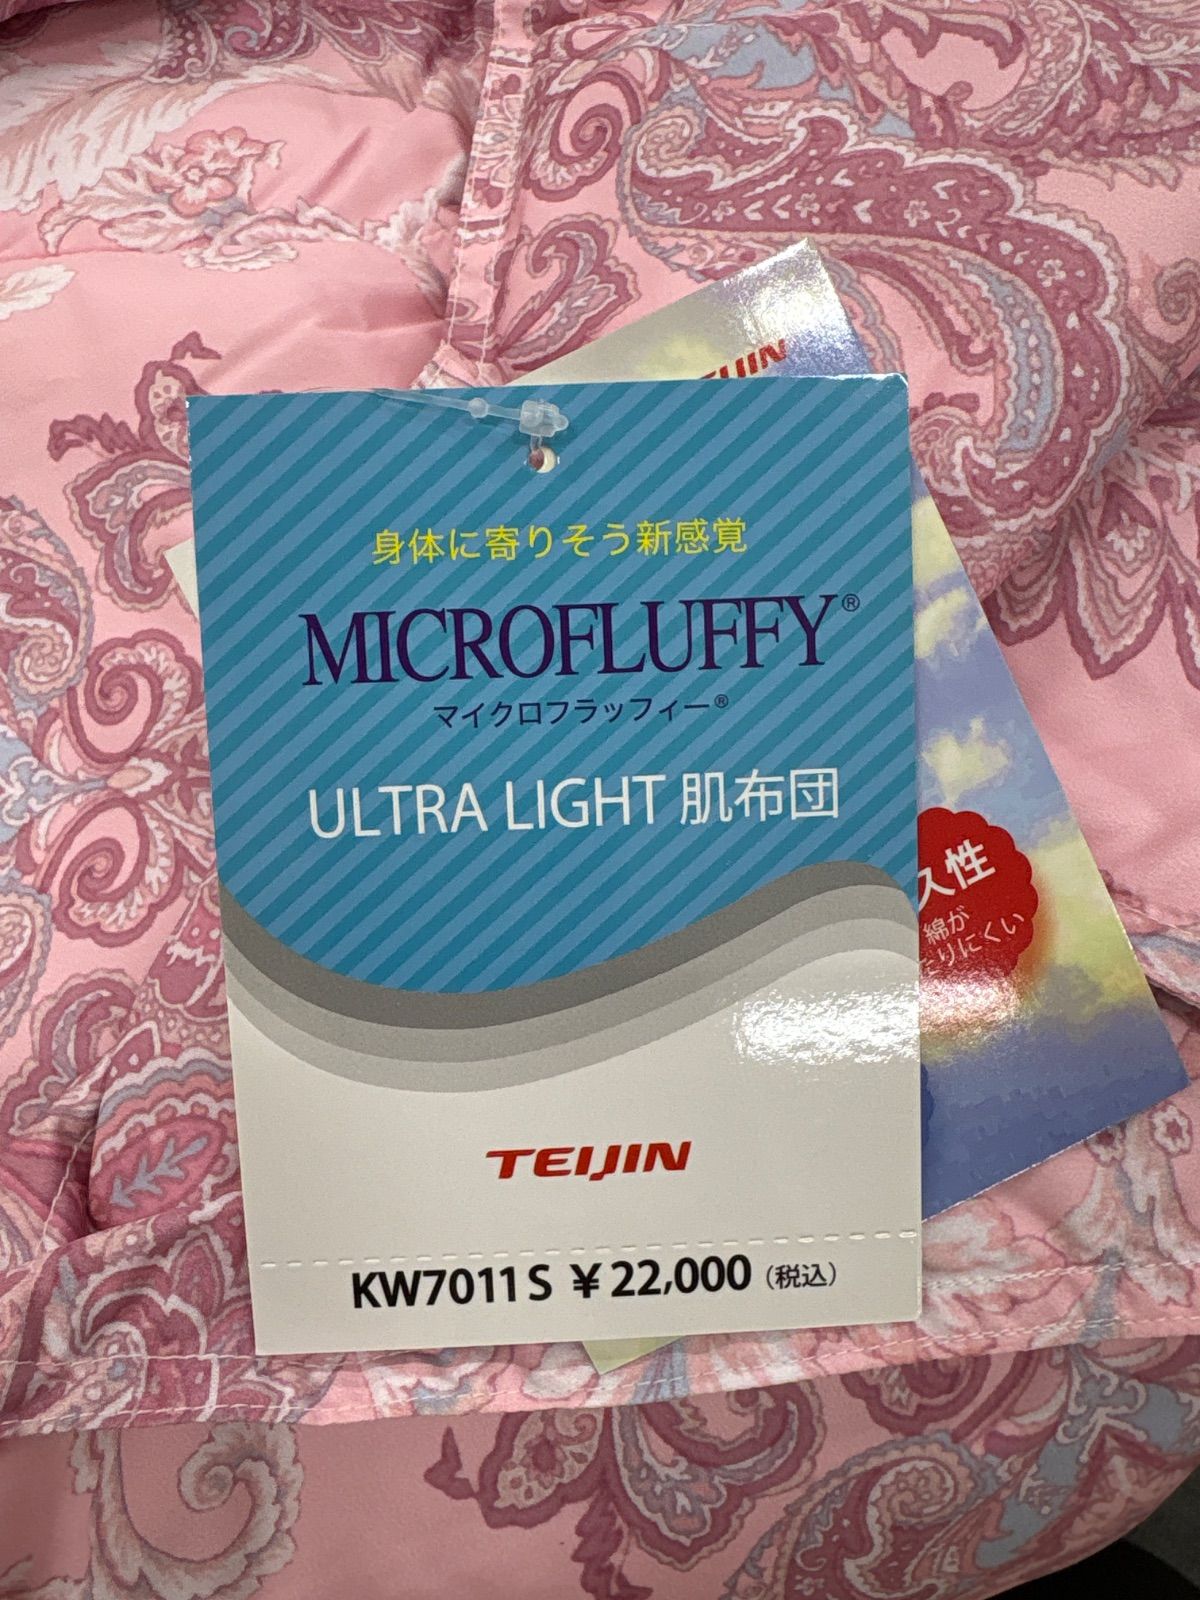 TEIJIN
身体に寄りそう新感覚
MICROFLUFFY®
マイクロフラッフィー®
ULTRA LIGHT 肌布団
久性
綿が
りにくい
TEIJIN
KW7011S ¥22,000 (税込)